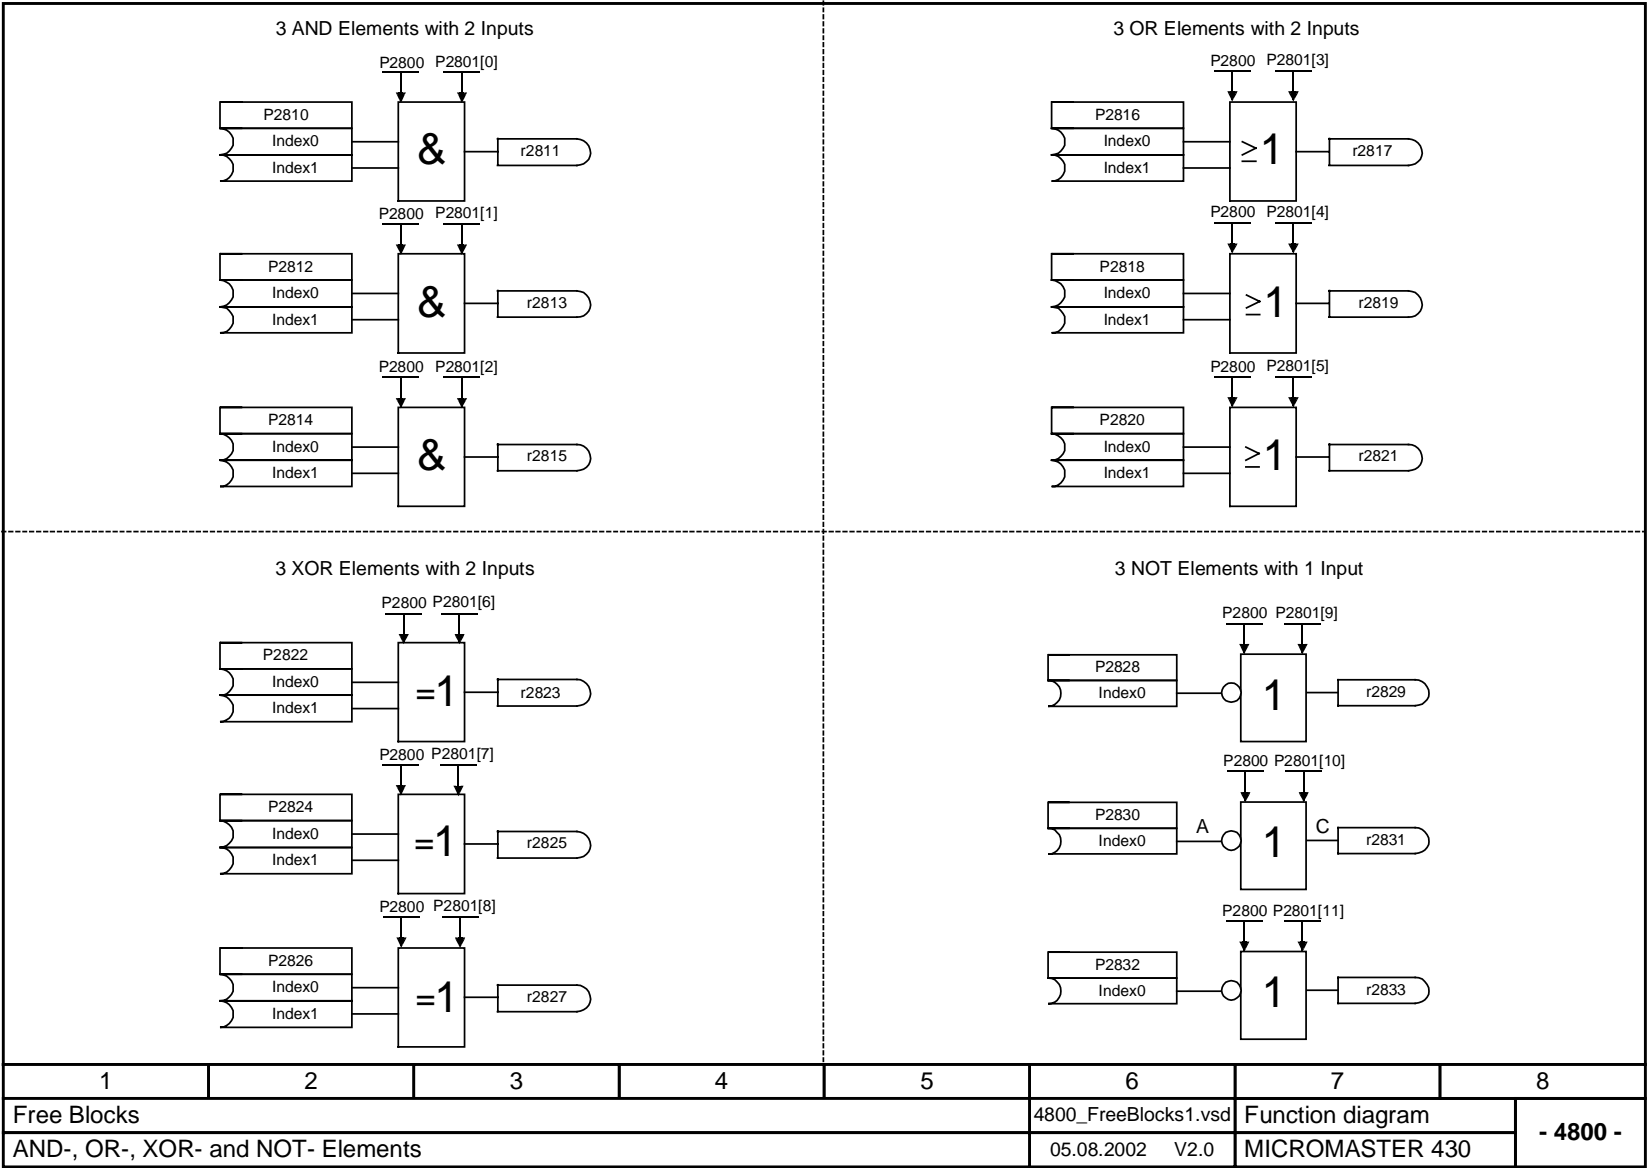 3 AND Elements with 2 Inputs
P2800 P2801[0]
P2810
Index0
Index1
&
r2811
P2800 P2801[1]
P2812
Index0
Index1
&
r2813
P2800 P2801[2]
P2814
Index0
Index1
&
r2815
3 OR Elements with 2 Inputs
P2800 P2801[3]
P2816
Index0
Index1
≥1
r2817
P2800 P2801[4]
P2818
Index0
Index1
≥1
r2819
P2800 P2801[5]
P2820
Index0
Index1
≥1
r2821
3 XOR Elements with 2 Inputs
P2800 P2801[6]
P2822
Index0
Index1
=1
r2823
P2800 P2801[7]
P2824
Index0
Index1
=1
r2825
P2800 P2801[8]
P2826
Index0
Index1
=1
r2827
3 NOT Elements with 1 Input
P2800 P2801[9]
P2828
Index0
1
r2829
P2800 P2801[10]
P2830
Index0
A
1
C
r2831
P2800 P2801[11]
P2832
Index0
1
r2833
1 2 3 4 5 6 7 8
Free Blocks 4800_FreeBlocks1.vsd Function diagram
- 4800 -
AND-, OR-, XOR- and NOT- Elements 05.08.2002 V2.0 MICROMASTER 430